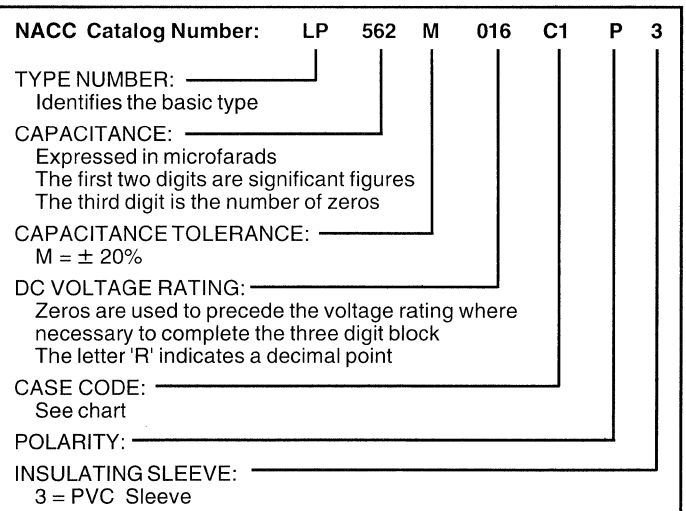 NACC Catalog Number: LP 562 M 016 C1 P 3
TYPE NUMBER:
Identifies the basic type
CAPACITANCE:
Expressed in microfarads
The first two digits are significant figures
The third digit is the number of zeros
CAPACITANCE TOLERANCE:
M = ± 20%
DC VOLTAGE RATING:
Zeros are used to precede the voltage rating where
necessary to complete the three digit block
The letter 'R' indicates a decimal point
CASE CODE:
See chart
POLARITY:
INSULATING SLEEVE:
3 = PVC Sleeve